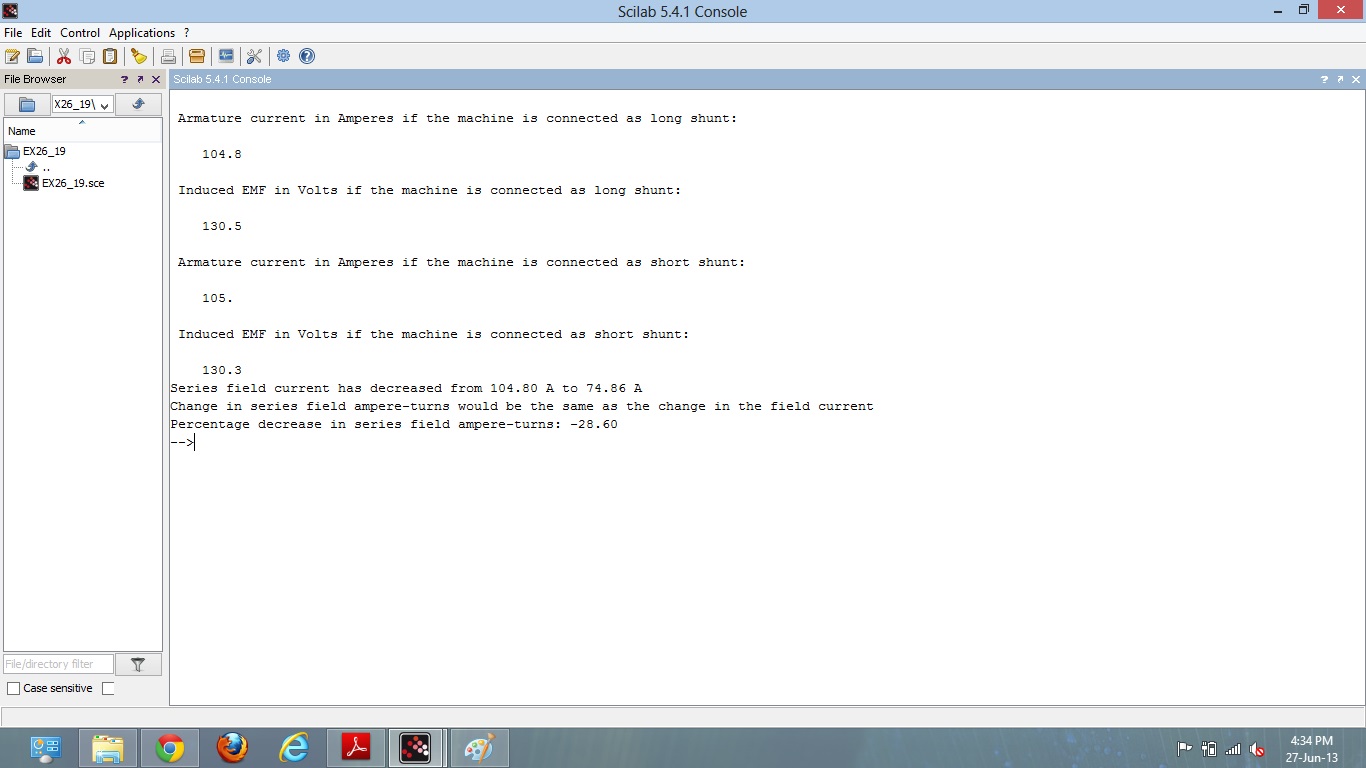 Scilab 5.4.1 Console
File Edit Control Applications ?
File Browser ? 
Scilab 5.4.1 Console ?
X26_19\
Name
EX26_19
..
EX26_19.sce
Armature current in Amperes if the machine is connected as long shunt:
104.8
Induced EMF in Volts if the machine is connected as long shunt:
130.5
Armature current in Amperes if the machine is connected as short shunt:
105.
Induced EMF in Volts if the machine is connected as short shunt:
130.3
Series field current has decreased from 104.80 A to 74.86 A
Change in series field ampere-turns would be the same as the change in the field current
Percentage decrease in series field ampere-turns: -28.60
-->
File/directory filter
Case sensitive
4:34 PM
27-Jun-13